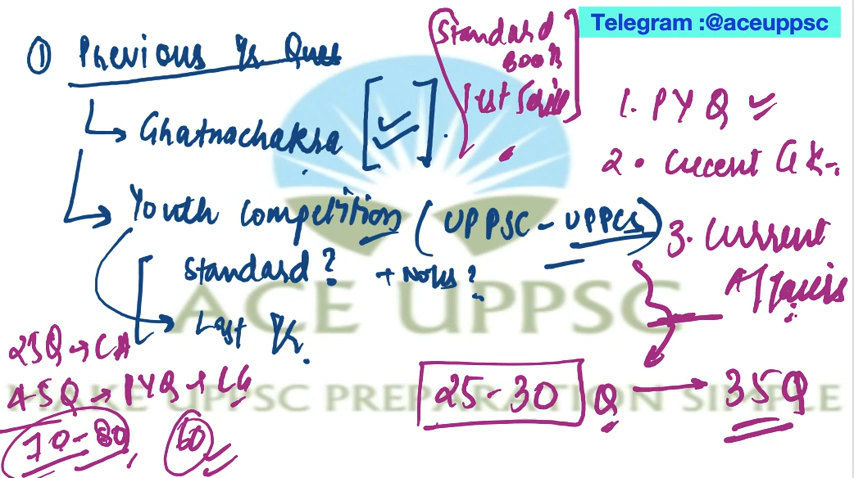 Telegram :@aceuppsc
① Previous Yr. Ques
Standard
Book
Test Series
Ghatnachakra [✓✓].
1. PYQ ✓
2. Current GK.
Youth Competition (UPPSC - UPPCS)
3. Current
Affairs
Standard? + Notes?
Last Yr.
ACE UPPSC
25Q → CA
45Q → PYQ + CG
MAKE UPPSC PREPARATION SIMPLE
25-30 Q → 35Q
70-80, 60